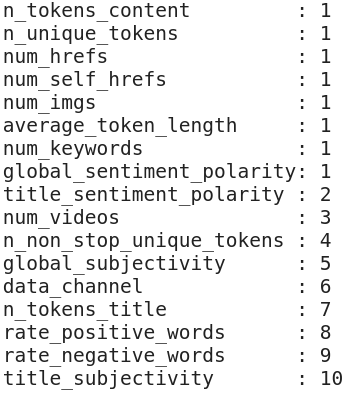 n_tokens_content         : 1
n_unique_tokens          : 1
num_hrefs                : 1
num_self_hrefs           : 1
num_imgs                 : 1
average_token_length     : 1
num_keywords             : 1
global_sentiment_polarity: 1
title_sentiment_polarity : 2
num_videos               : 3
n_non_stop_unique_tokens : 4
global_subjectivity      : 5
data_channel             : 6
n_tokens_title           : 7
rate_positive_words      : 8
rate_negative_words      : 9
title_subjectivity       : 10